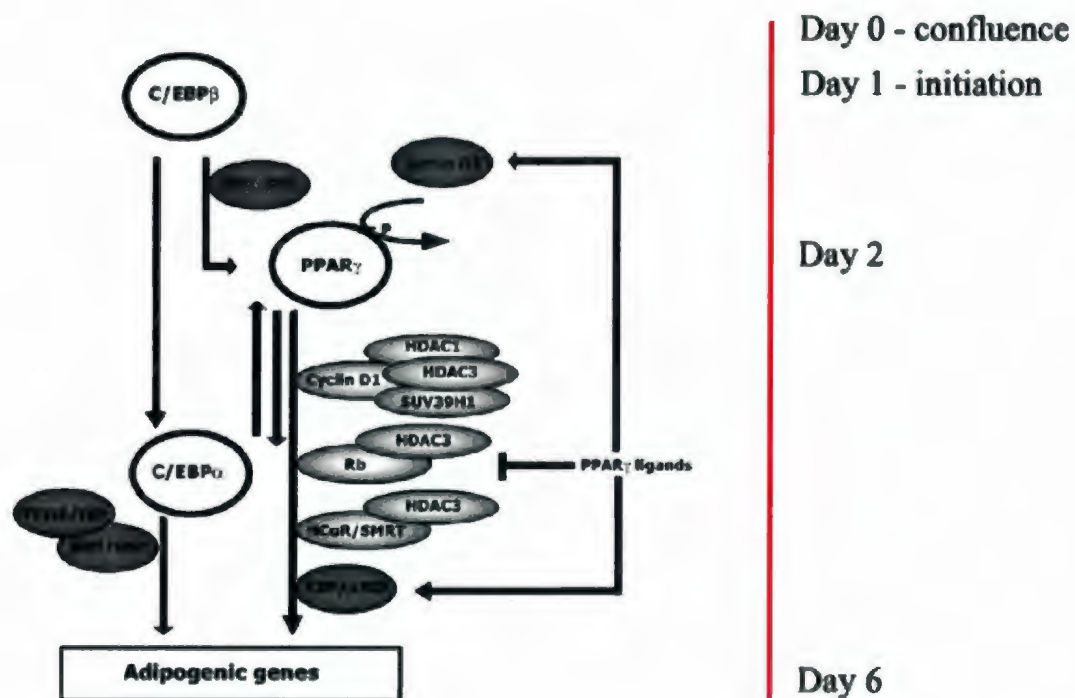 Day 0 - confluence
Day 1 - initiation
C/EBPβ
P
PPARγ
Day 2
HDAC1
HDAC3
Cyclin D1
SUV39H1
HDAC3
Rb
PPARγ ligands
C/EBPα
HDAC3
NCoR/SMRT
Adipogenic genes
Day 6